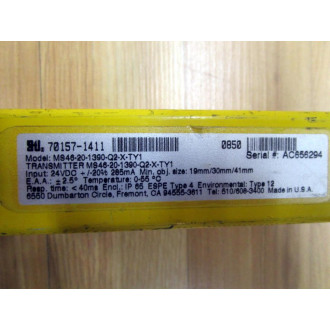 STI. 70157-1411 0850 Serial #: AC656294
Model: MS46-20-1390-Q2-X-TY1
TRANSMITTER MS46-20-1390-Q2-X-TY1
Input: 24VDC +/-20% 285mA Min. obj. size: 19mm/30mm/41mm
E.A.A.: ±2.5° Temperature: 0-55 °C
Resp. time: <40ms Encl.: IP 65 ESPE Type 4 Environmental: Type 12
6550 Dumbarton Circle, Fremont, CA 94555-3611 Tel: 510/608-3400 Made in U.S.A.